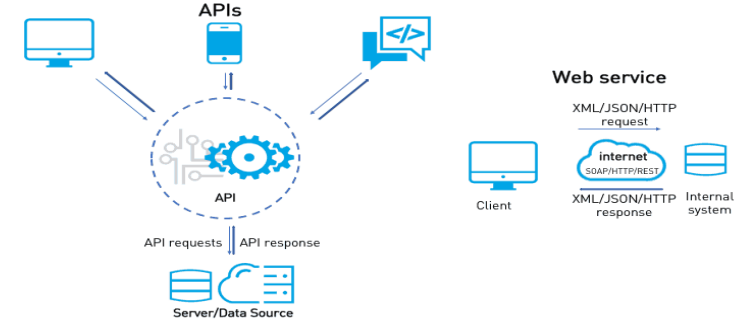 APIs
</>
API
API requests
API response
Server/Data Source
Web service
XML/JSON/HTTP
request
internet
SOAP/HTTP/REST
XML/JSON/HTTP
response
Client
Internal
system